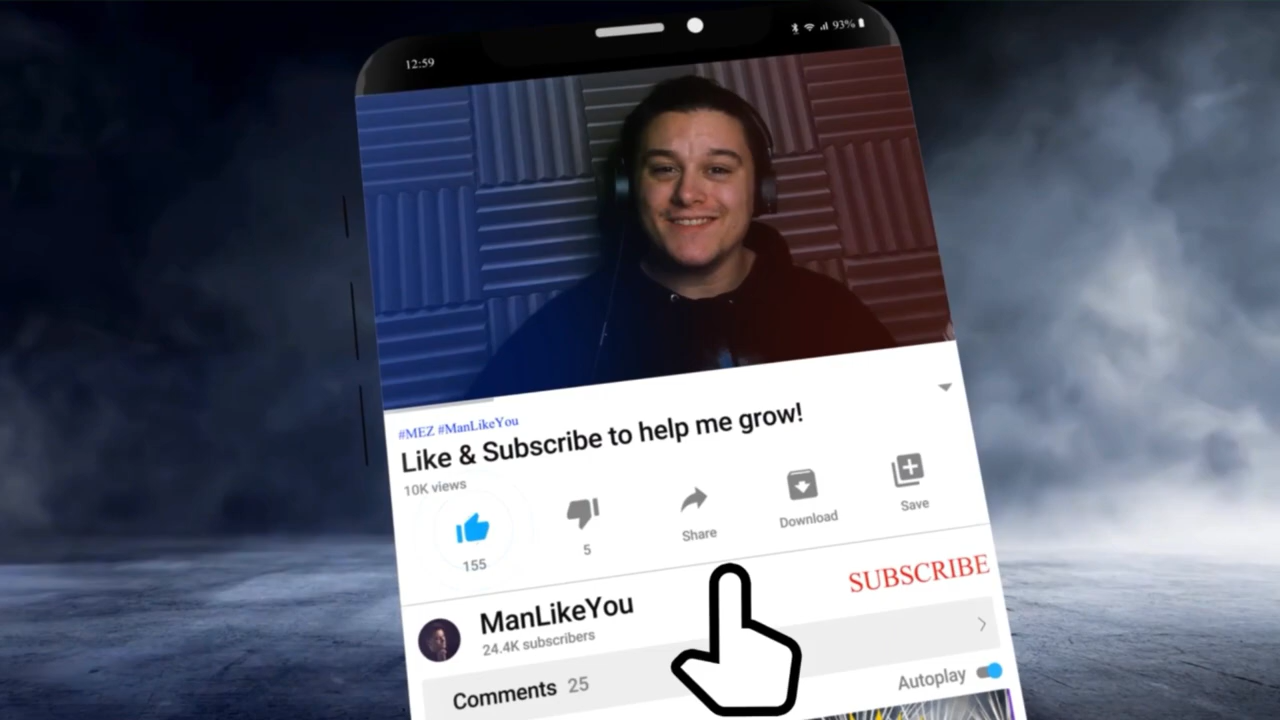 12:59
93%
#MEZ #ManLikeYou
Like & Subscribe to help me grow!
10K views
155
5
Share
Download
Save
ManLikeYou
24.4K subscribers
SUBSCRIBE
Comments 25
Autoplay